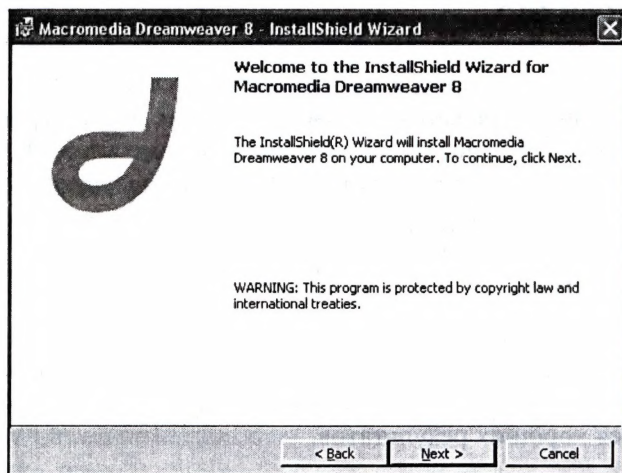 Macromedia Dreamweaver 8 - InstallShield Wizard
Welcome to the InstallShield Wizard for
Macromedia Dreamweaver 8
The InstallShield(R) Wizard will install Macromedia
Dreamweaver 8 on your computer. To continue, click Next.
WARNING: This program is protected by copyright law and
international treaties.
< Back
Next >
Cancel